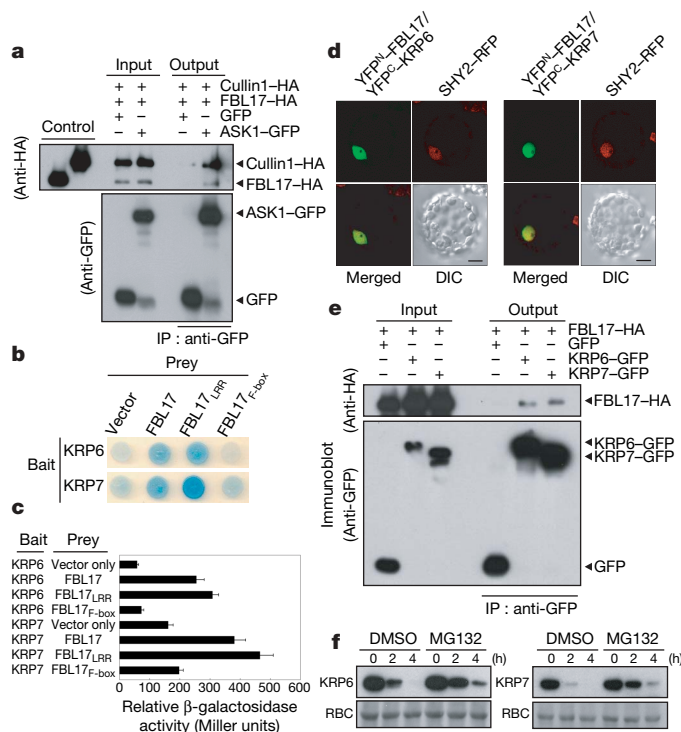 a
Input Output
+ + + + Cullin1–HA
+ + + + FBL17–HA
+ – + – GFP
– + – + ASK1–GFP
Control
(Anti-HA)
Cullin1–HA
FBL17–HA
(Anti-GFP)
ASK1–GFP
GFP
IP : anti-GFP
b
Prey
Vector FBL17 FBL17LRR FBL17F-box
Bait
KRP6
KRP7
c
Bait Prey
KRP6 Vector only
KRP6 FBL17
KRP6 FBL17LRR
KRP6 FBL17F-box
KRP7 Vector only
KRP7 FBL17
KRP7 FBL17LRR
KRP7 FBL17F-box
0 100 200 300 400 500 600
Relative β-galactosidase
activity (Miller units)
d
YFPN–FBL17/
YFPC–KRP6
SHY2–RFP
YFPN–FBL17/
YFPC–KRP7
SHY2–RFP
Merged DIC Merged DIC
e
Input Output
+ + + + + + FBL17–HA
+ – – + – – GFP
– + – – + – KRP6–GFP
– – + – – + KRP7–GFP
(Anti-HA)
FBL17–HA
Immunoblot
(Anti-GFP)
KRP6–GFP
KRP7–GFP
GFP
IP : anti-GFP
f
DMSO MG132 DMSO MG132
0 2 4 0 2 4 (h) 0 2 4 0 2 4 (h)
KRP6 KRP7
RBC RBC